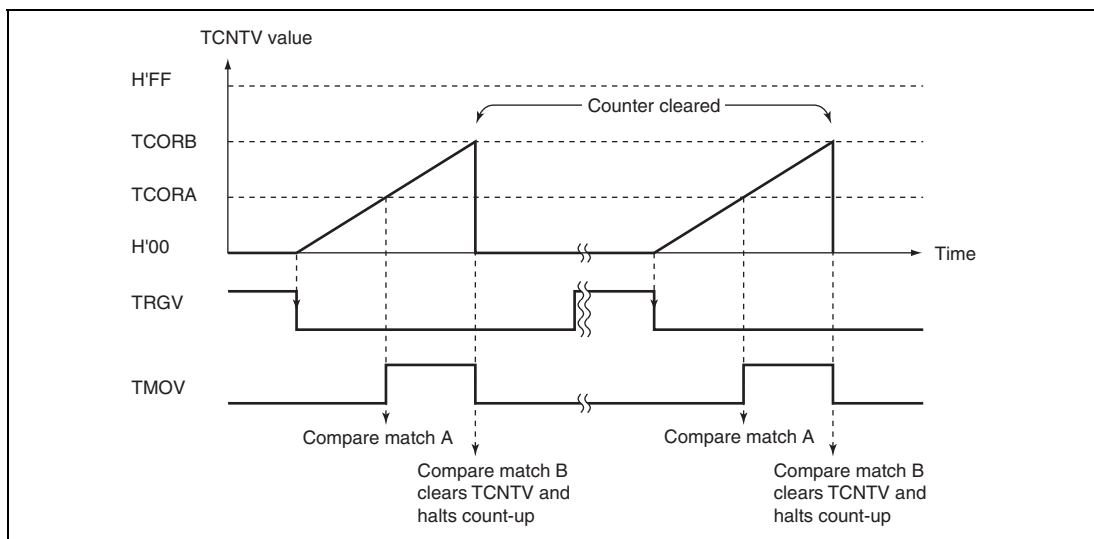 TCNTV value
H'FF
Counter cleared
TCORB
TCORA
H'00
Time
TRGV
TMOV
Compare match A
Compare match A
Compare match B
clears TCNTV and
halts count-up
Compare match B
clears TCNTV and
halts count-up